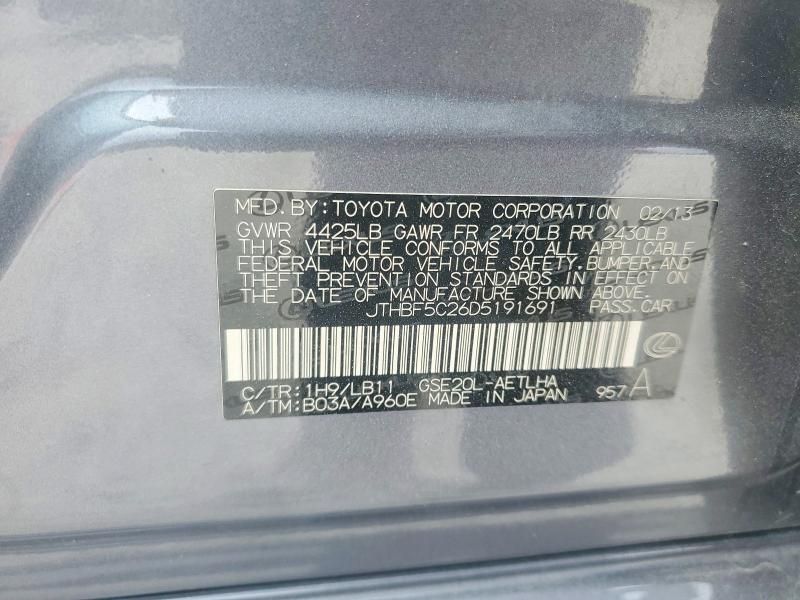 MFD.BY:TOYOTA MOTOR CORPORATION 02/13
GVWR 4425LB GAWR FR 2470LB RR 2430LB
THIS VEHICLE CONFORMS TO ALL APPLICABLE
FEDERAL MOTOR VEHICLE SAFETY,BUMPER,AND
THEFT PREVENTION STANDARDS IN EFFECT ON
THE DATE OF MANUFACTURE SHOWN ABOVE.
JTHBF5C26D5191691 PASS.CAR
C/TR:1H9/LB11 GSE20L-AETLHA
A/TM:B03A/A960E MADE IN JAPAN 957 A